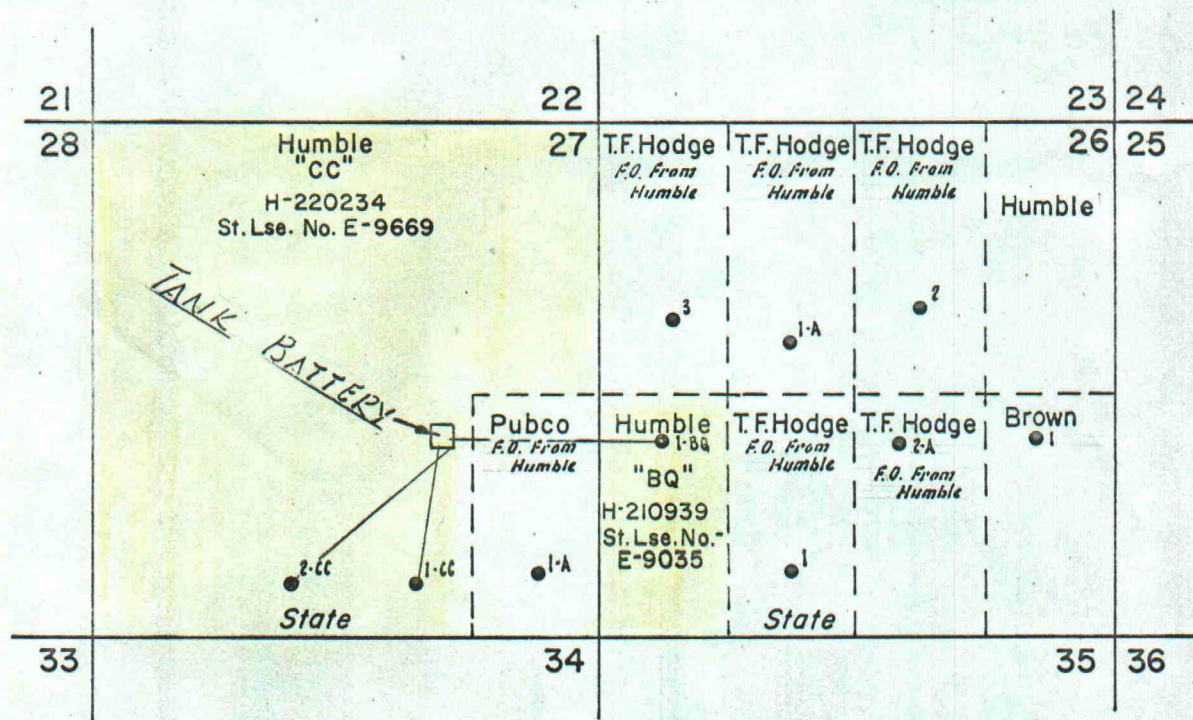 21
22
23 24
28
27
26 25
Humble
"CC"
H-220234
St.Lse. No. E-9669
T.F. Hodge
F.O. From
Humble
T.F. Hodge
F.O. From
Humble
T.F. Hodge
F.O. From
Humble
Humble
3
1-A
2
TANK BATTERY
Pubco
F.O. From
Humble
Humble
1-BQ
"BQ"
H-210939
St.Lse.No.-
E-9035
T.F. Hodge
F.O. From
Humble
T.F. Hodge
2-A
F.O. From
Humble
Brown
1
2-CC
1-CC
1-A
1
State
State
33
34
35 36